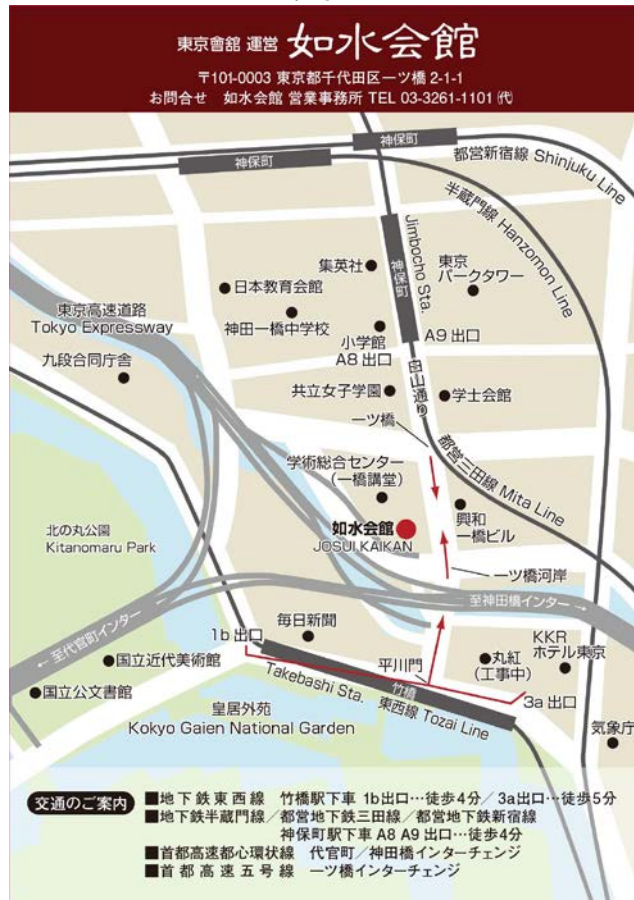 東京會舘 運営 如水会館
〒101-0003 東京都千代田区一ツ橋 2-1-1
お問合せ 如水会館 営業事務所 TEL 03-3261-1101 ㈹
神保町
神保町
都営新宿線 Shinjuku Line
半蔵門線 Hanzomon Line
Jimbocho Sta.
神保町
集英社
東京
パークタワー
日本教育会館
東京高速道路
Tokyo Expressway
神田一橋中学校
小学館
A8 出口
A9 出口
九段合同庁舎
共立女子学園
白山通り
学士会館
一ツ橋
都営三田線 Mita Line
学術総合センター
(一橋講堂)
如水会館
JOSUI KAIKAN
興和
一橋ビル
北の丸公園
Kitanomaru Park
一ツ橋河岸
至神田橋インター →
← 至代官町インター
1b 出口
毎日新聞
KKR
ホテル東京
国立近代美術館
平川門
丸紅
(工事中)
Takebashi Sta.
竹橋
東西線 Tozai Line
3a 出口
国立公文書館
皇居外苑
Kokyo Gaien National Garden
気象庁
交通のご案内
■地下鉄東西線 竹橋駅下車 1b出口…徒歩4分/3a出口…徒歩5分
■地下鉄半蔵門線/都営地下鉄三田線/都営地下鉄新宿線
神保町駅下車 A8 A9 出口…徒歩4分
■首都高速都心環状線 代官町/神田橋インターチェンジ
■首都高速五号線 一ツ橋インターチェンジ